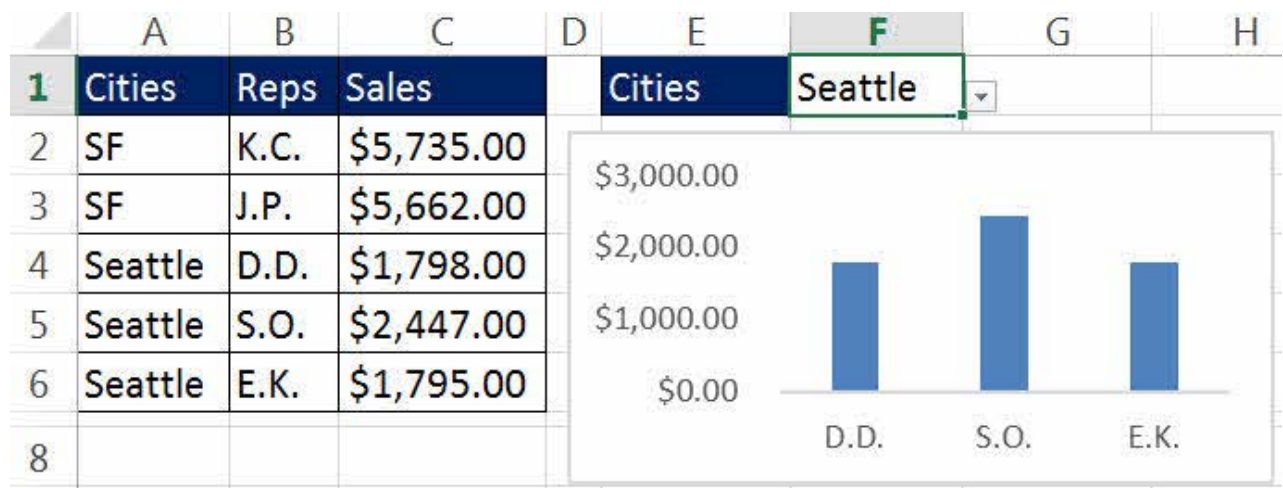 A B C D E F G H
1 Cities Reps Sales Cities Seattle
2 SF K.C. $5,735.00
3 SF J.P. $5,662.00
4 Seattle D.D. $1,798.00
5 Seattle S.O. $2,447.00
6 Seattle E.K. $1,795.00
8
$3,000.00
$2,000.00
$1,000.00
$0.00
D.D. S.O. E.K.